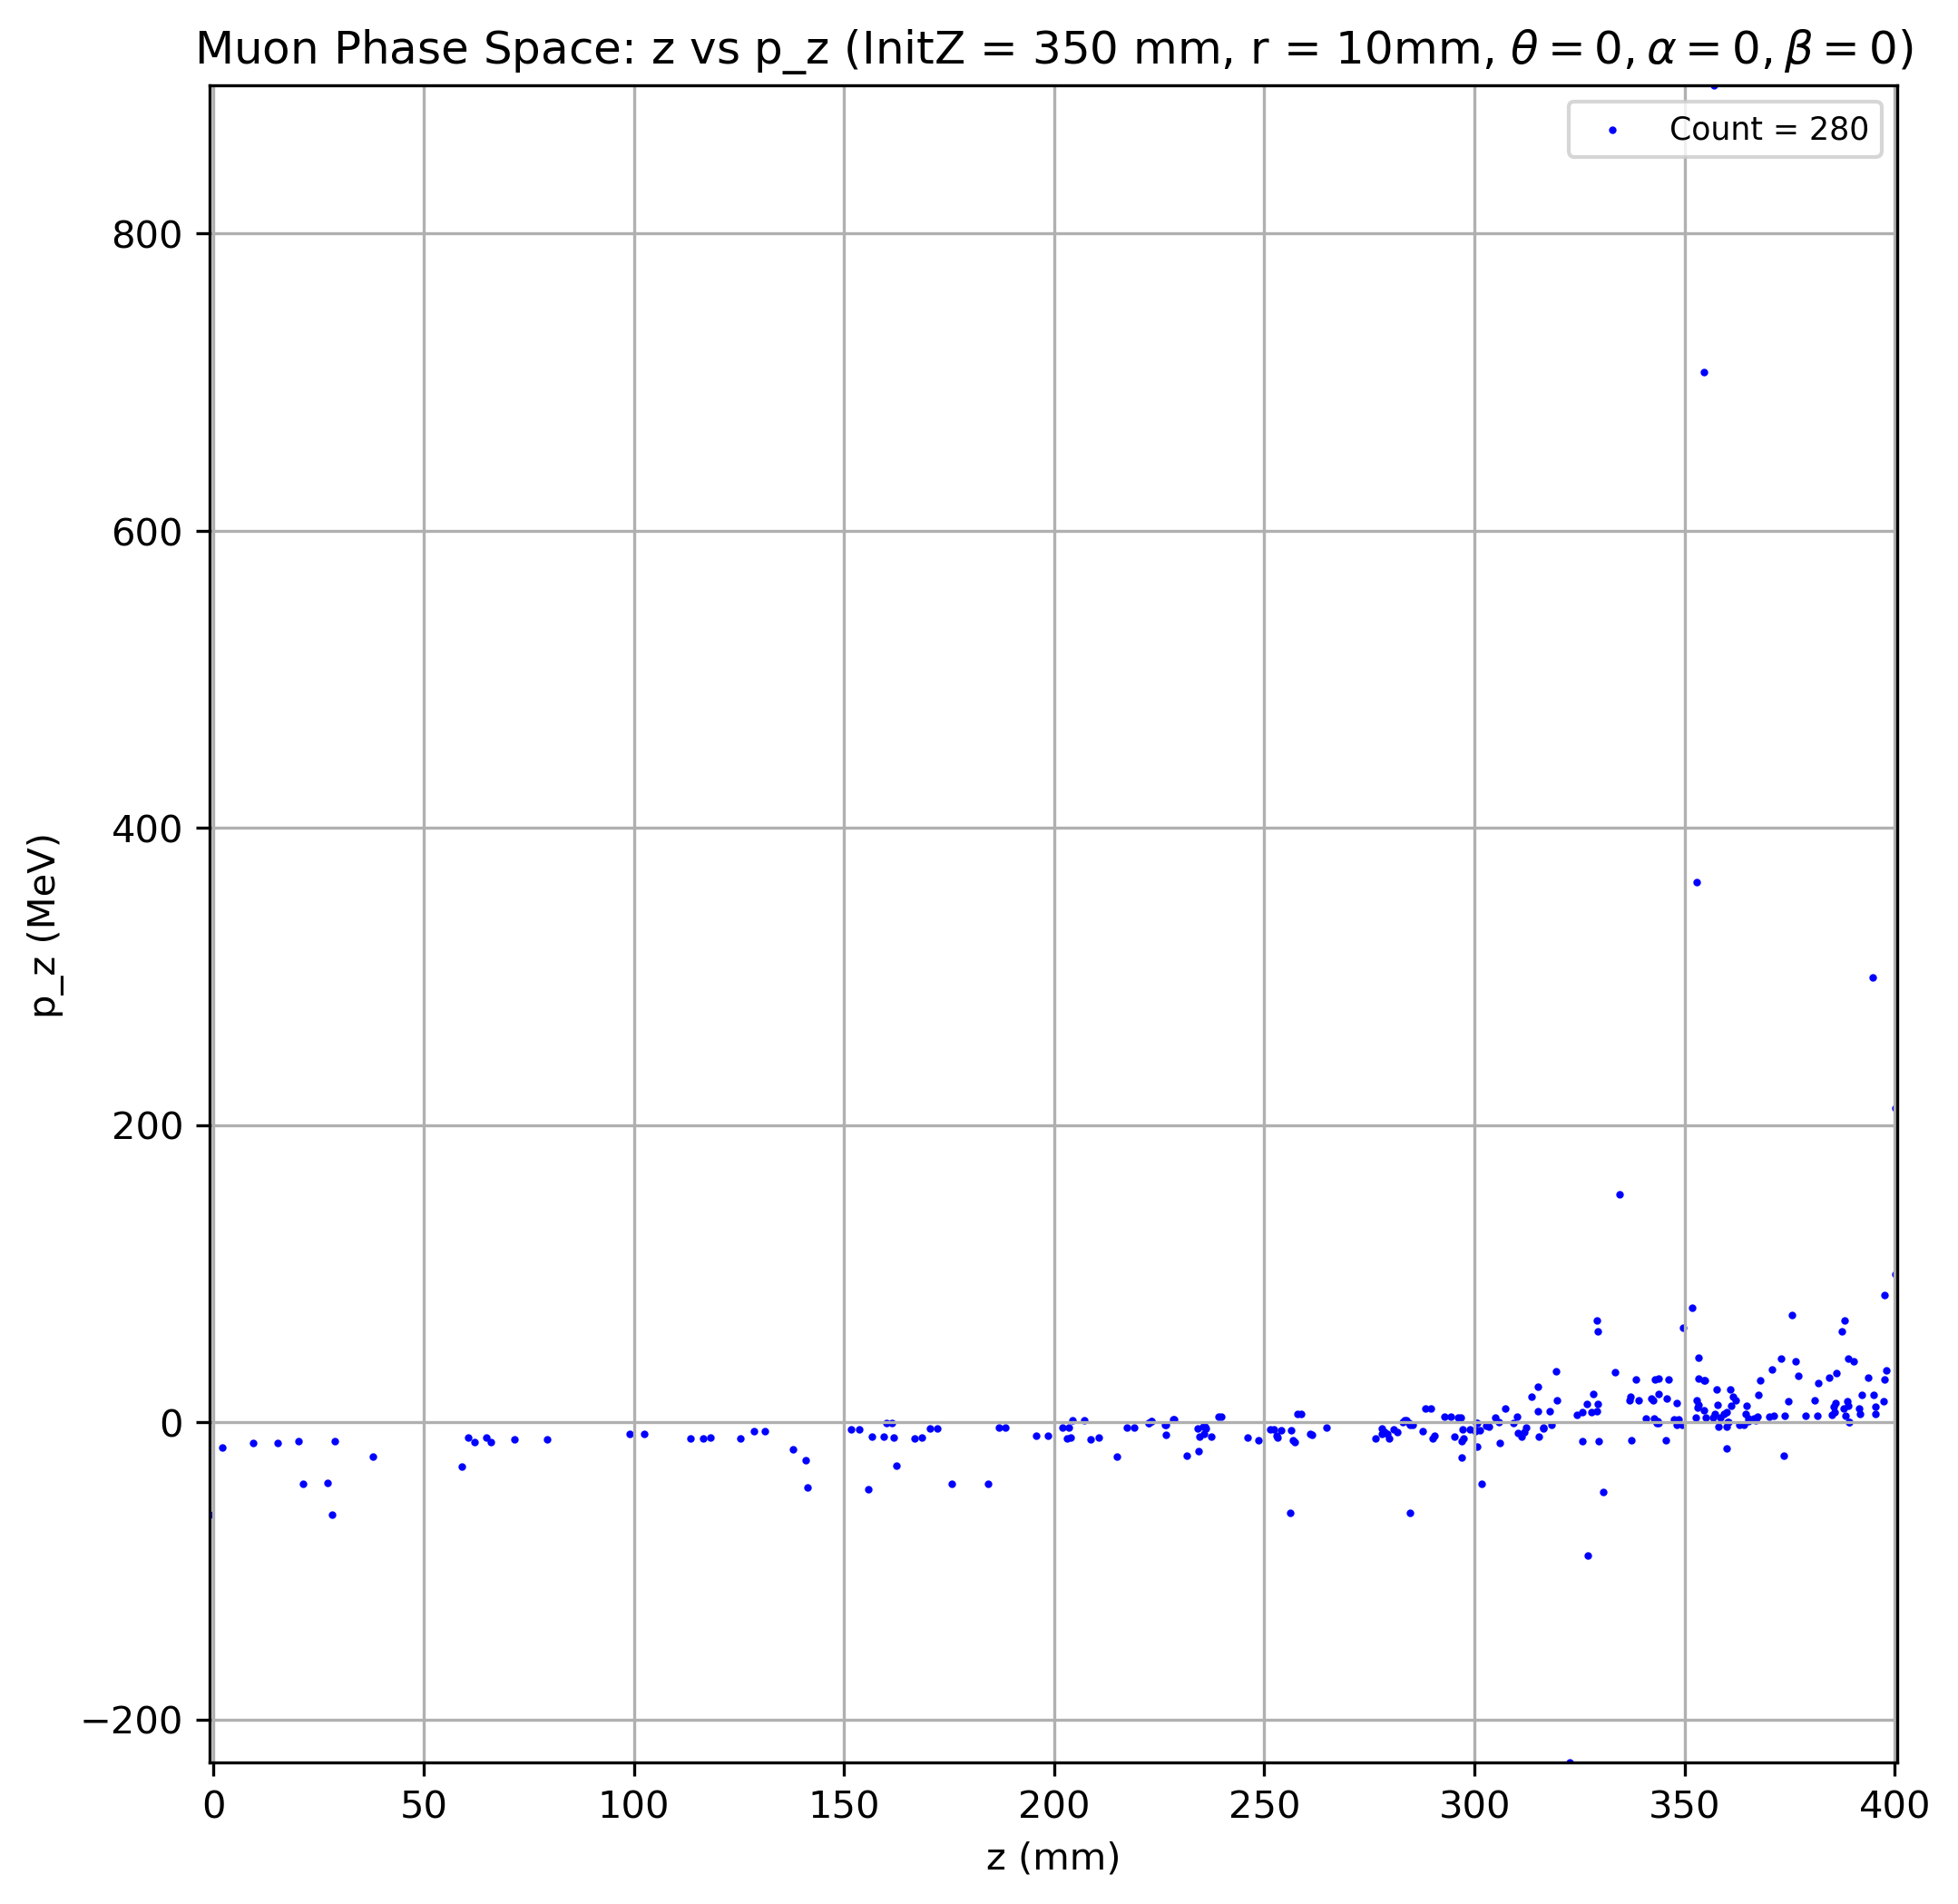 Muon Phase Space: z vs p_z (InitZ = 350 mm, r = 10mm, θ = 0, α = 0, β = 0)
Count = 280
800
600
400
200
0
−200
p_z (MeV)
0 50 100 150 200 250 300 350 400
z (mm)